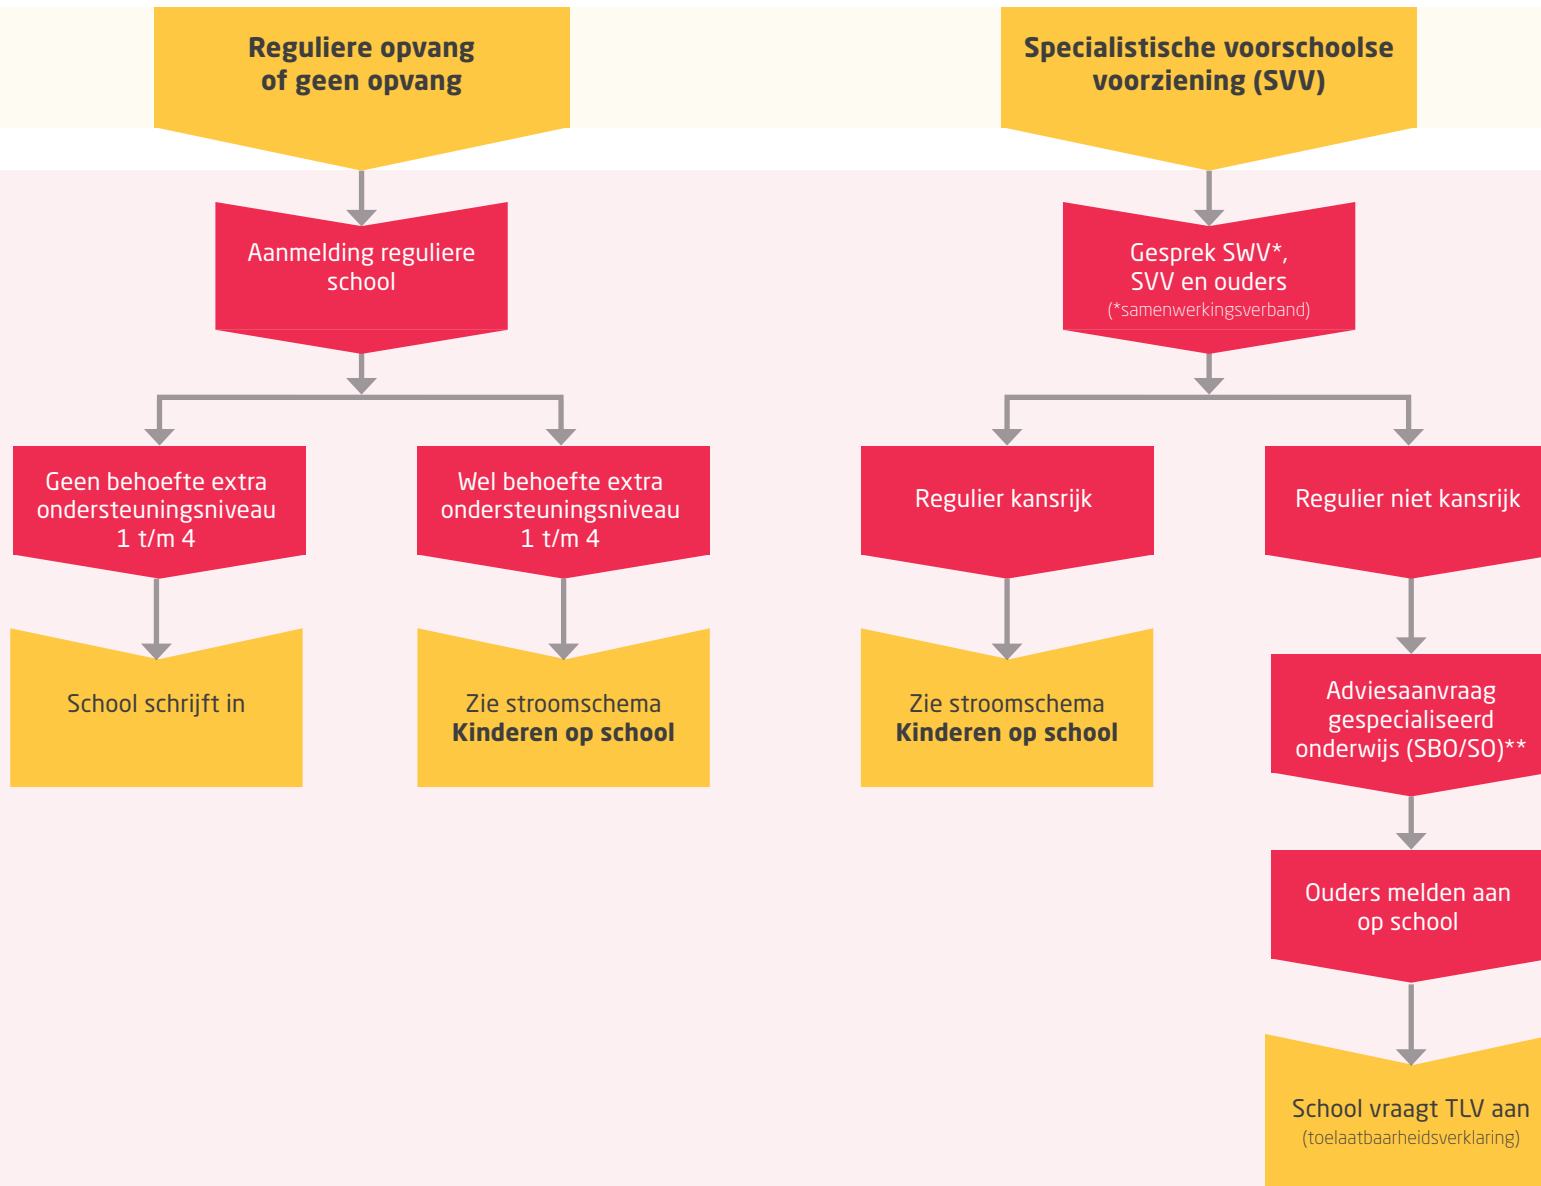 Reguliere opvang
of geen opvang
Specialistische voorschoolse
voorziening (SVV)
Aanmelding reguliere
school
Gesprek SWV*,
SVV en ouders
(*samenwerkingsverband)
Geen behoefte extra
ondersteuningsniveau
1 t/m 4
Wel behoefte extra
ondersteuningsniveau
1 t/m 4
Regulier kansrijk
Regulier niet kansrijk
School schrijft in
Zie stroomschema
Kinderen op school
Zie stroomschema
Kinderen op school
Adviesaanvraag
gespecialiseerd
onderwijs (SBO/SO)**
Ouders melden aan
op school
School vraagt TLV aan
(toelaatbaarheidsverklaring)